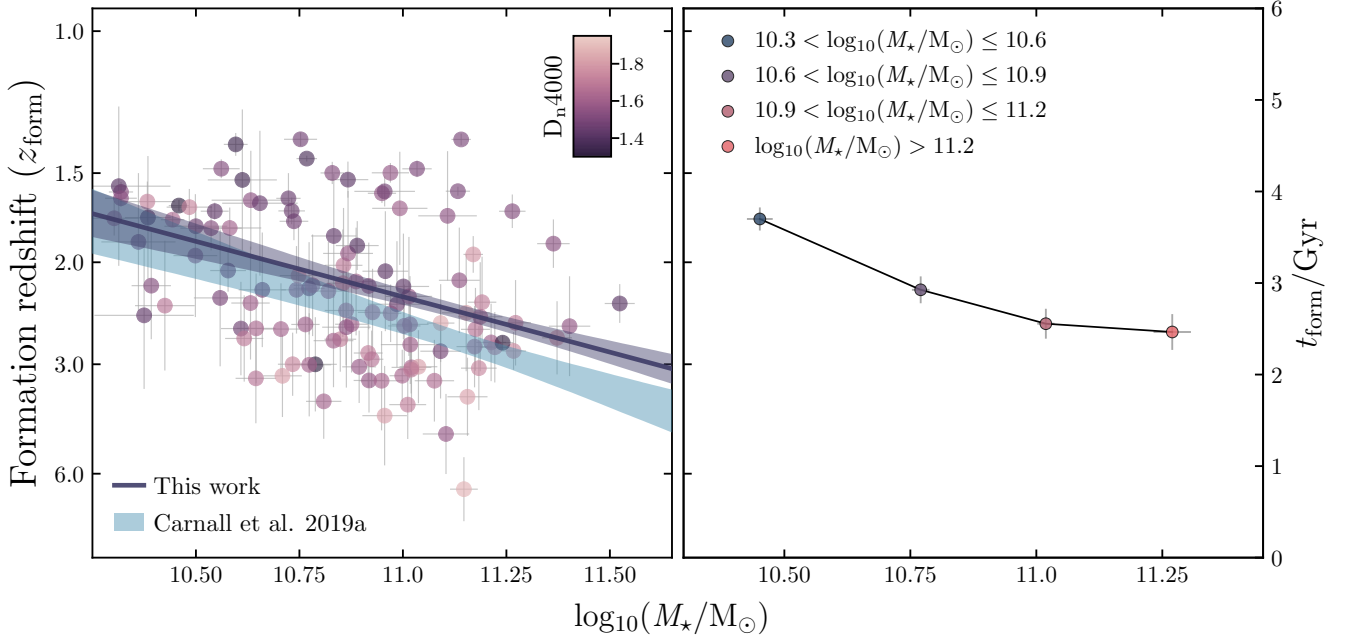 Formation redshift (z_form)
1.0
1.5
2.0
3.0
6.0
D_n4000
1.8
1.6
1.4
This work
Carnall et al. 2019a
10.50
10.75
11.0
11.25
11.50
10.3 < log₁₀(M⋆/M⊙) ≤ 10.6
10.6 < log₁₀(M⋆/M⊙) ≤ 10.9
10.9 < log₁₀(M⋆/M⊙) ≤ 11.2
log₁₀(M⋆/M⊙) > 11.2
6
5
4
3
2
1
0
t_form/Gyr
10.50
10.75
11.0
11.25
log₁₀(M⋆/M⊙)